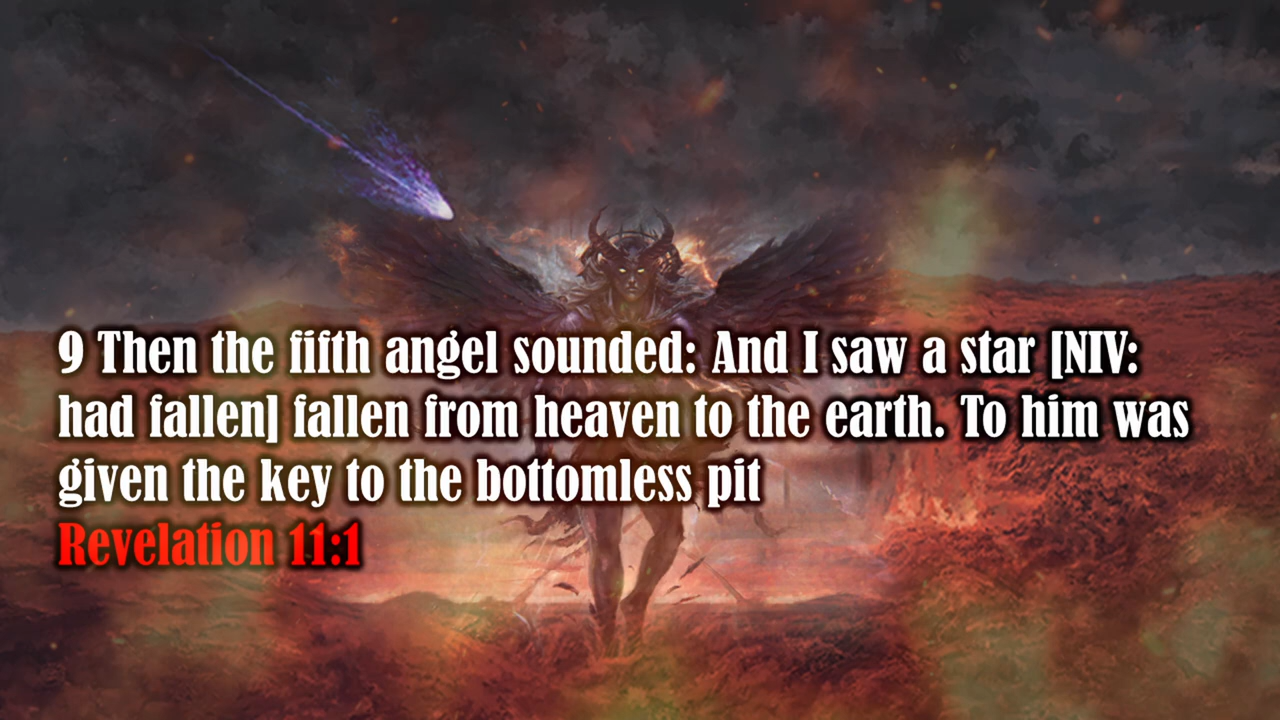 9 Then the fifth angel sounded: And I saw a star [NIV:
had fallen] fallen from heaven to the earth. To him was
given the key to the bottomless pit
Revelation 11:1